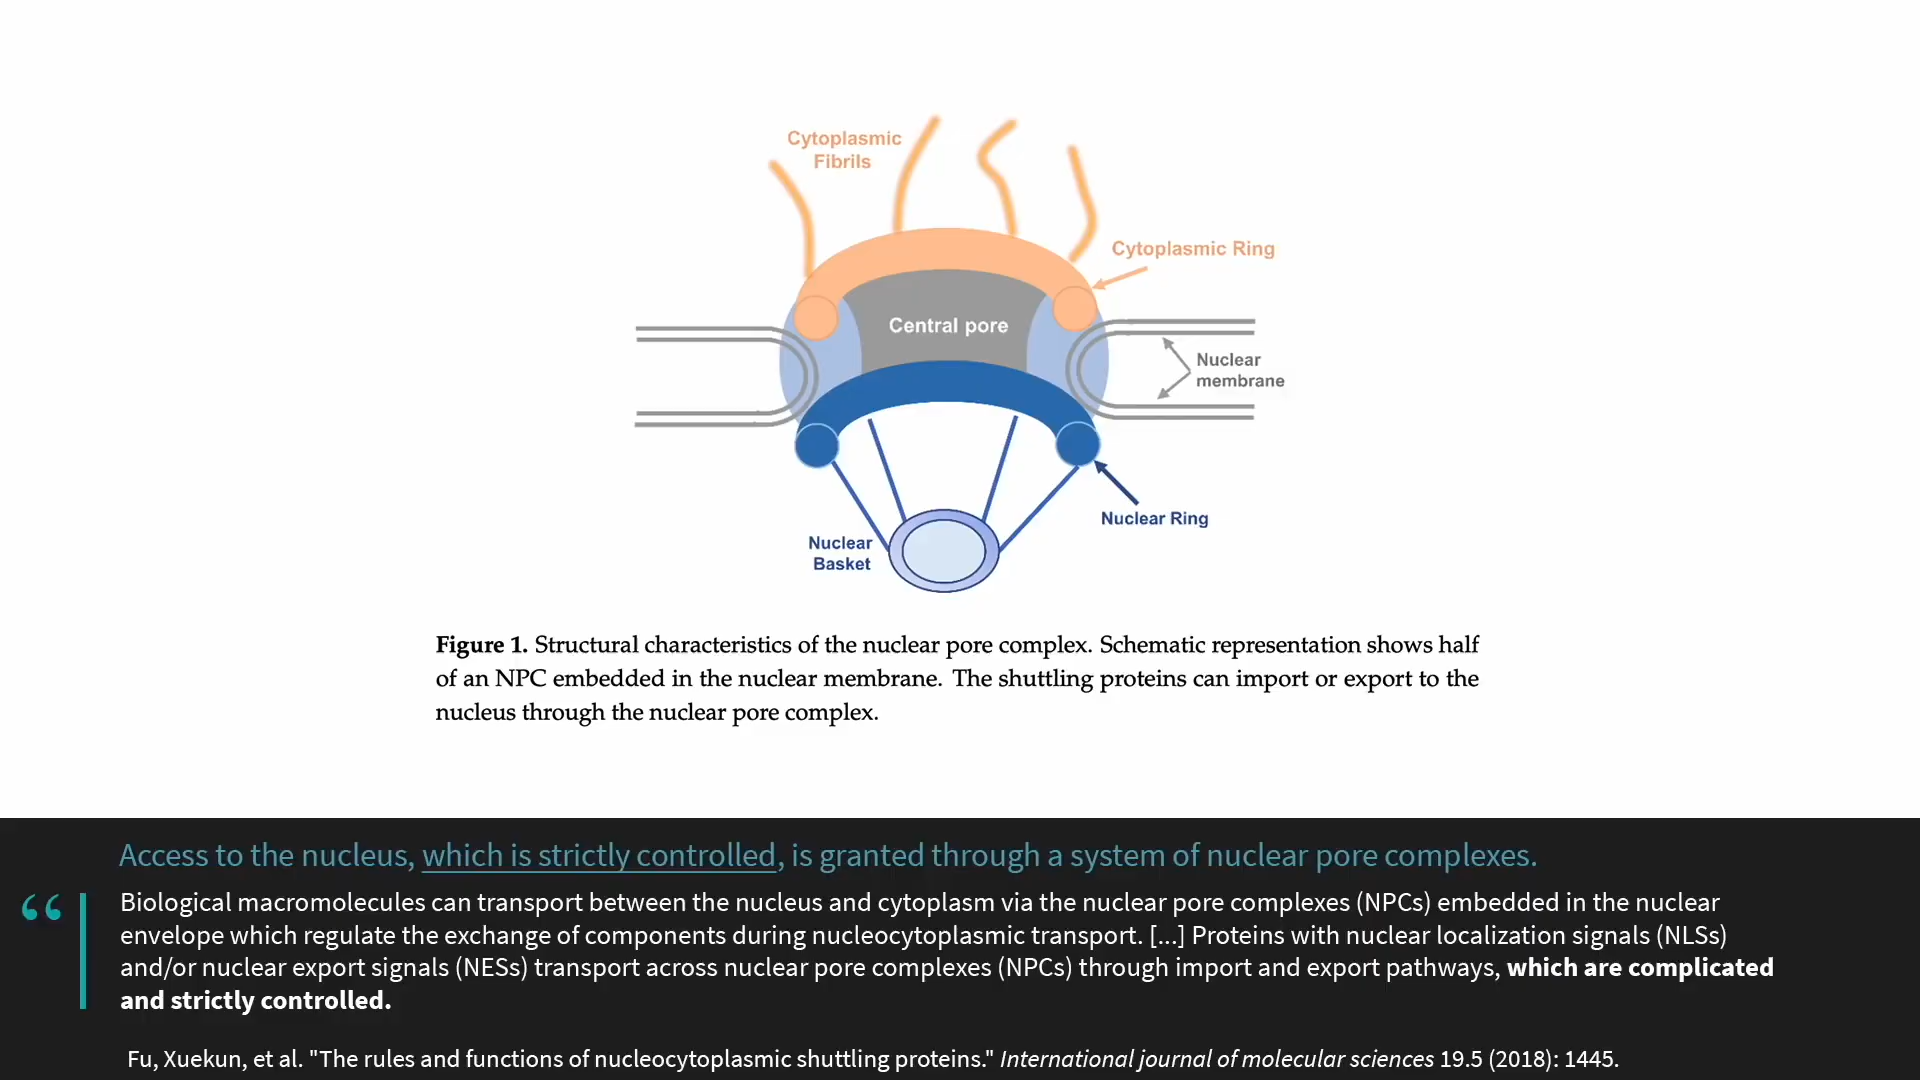 Cytoplasmic
Fibrils
Cytoplasmic Ring
Central pore
Nuclear
membrane
Nuclear Ring
Nuclear
Basket
Figure 1. Structural characteristics of the nuclear pore complex. Schematic representation shows half
of an NPC embedded in the nuclear membrane. The shuttling proteins can import or export to the
nucleus through the nuclear pore complex.
Access to the nucleus, which is strictly controlled, is granted through a system of nuclear pore complexes.
“ Biological macromolecules can transport between the nucleus and cytoplasm via the nuclear pore complexes (NPCs) embedded in the nuclear
envelope which regulate the exchange of components during nucleocytoplasmic transport. [...] Proteins with nuclear localization signals (NLSs)
and/or nuclear export signals (NESs) transport across nuclear pore complexes (NPCs) through import and export pathways, which are complicated
and strictly controlled.
Fu, Xuekun, et al. "The rules and functions of nucleocytoplasmic shuttling proteins." International journal of molecular sciences 19.5 (2018): 1445.